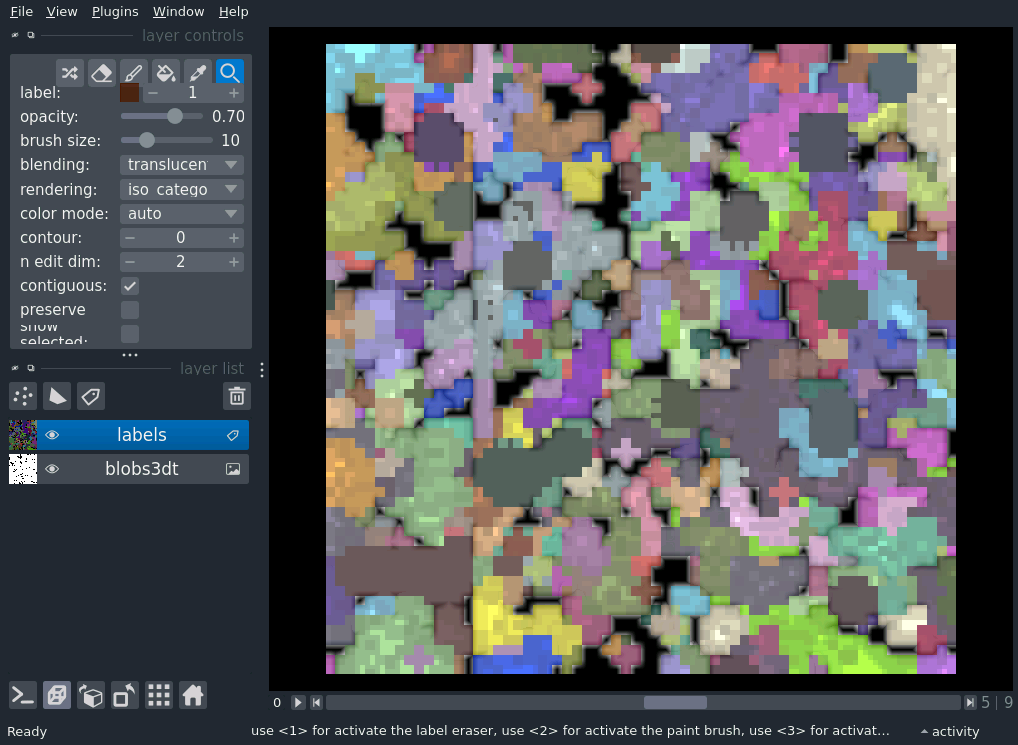 File View Plugins Window Help
layer controls
label: 1
opacity: 0.70
brush size: 10
blending: translucen
rendering: iso_catego
color mode: auto
contour: 0
n edit dim: 2
contiguous:
preserve
show
selected:
layer list
labels
blobs3dt
0 5 | 9
Ready use <1> for activate the label eraser, use <2> for activate the paint brush, use <3> for activat... activity